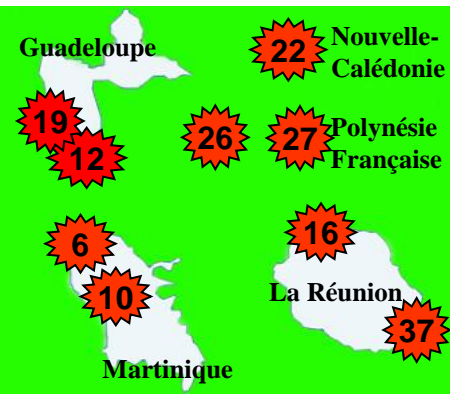 Guadeloupe
22 Nouvelle-
Calédonie
19
12
26
27 Polynésie
Française
6
10
16
La Réunion
37
Martinique